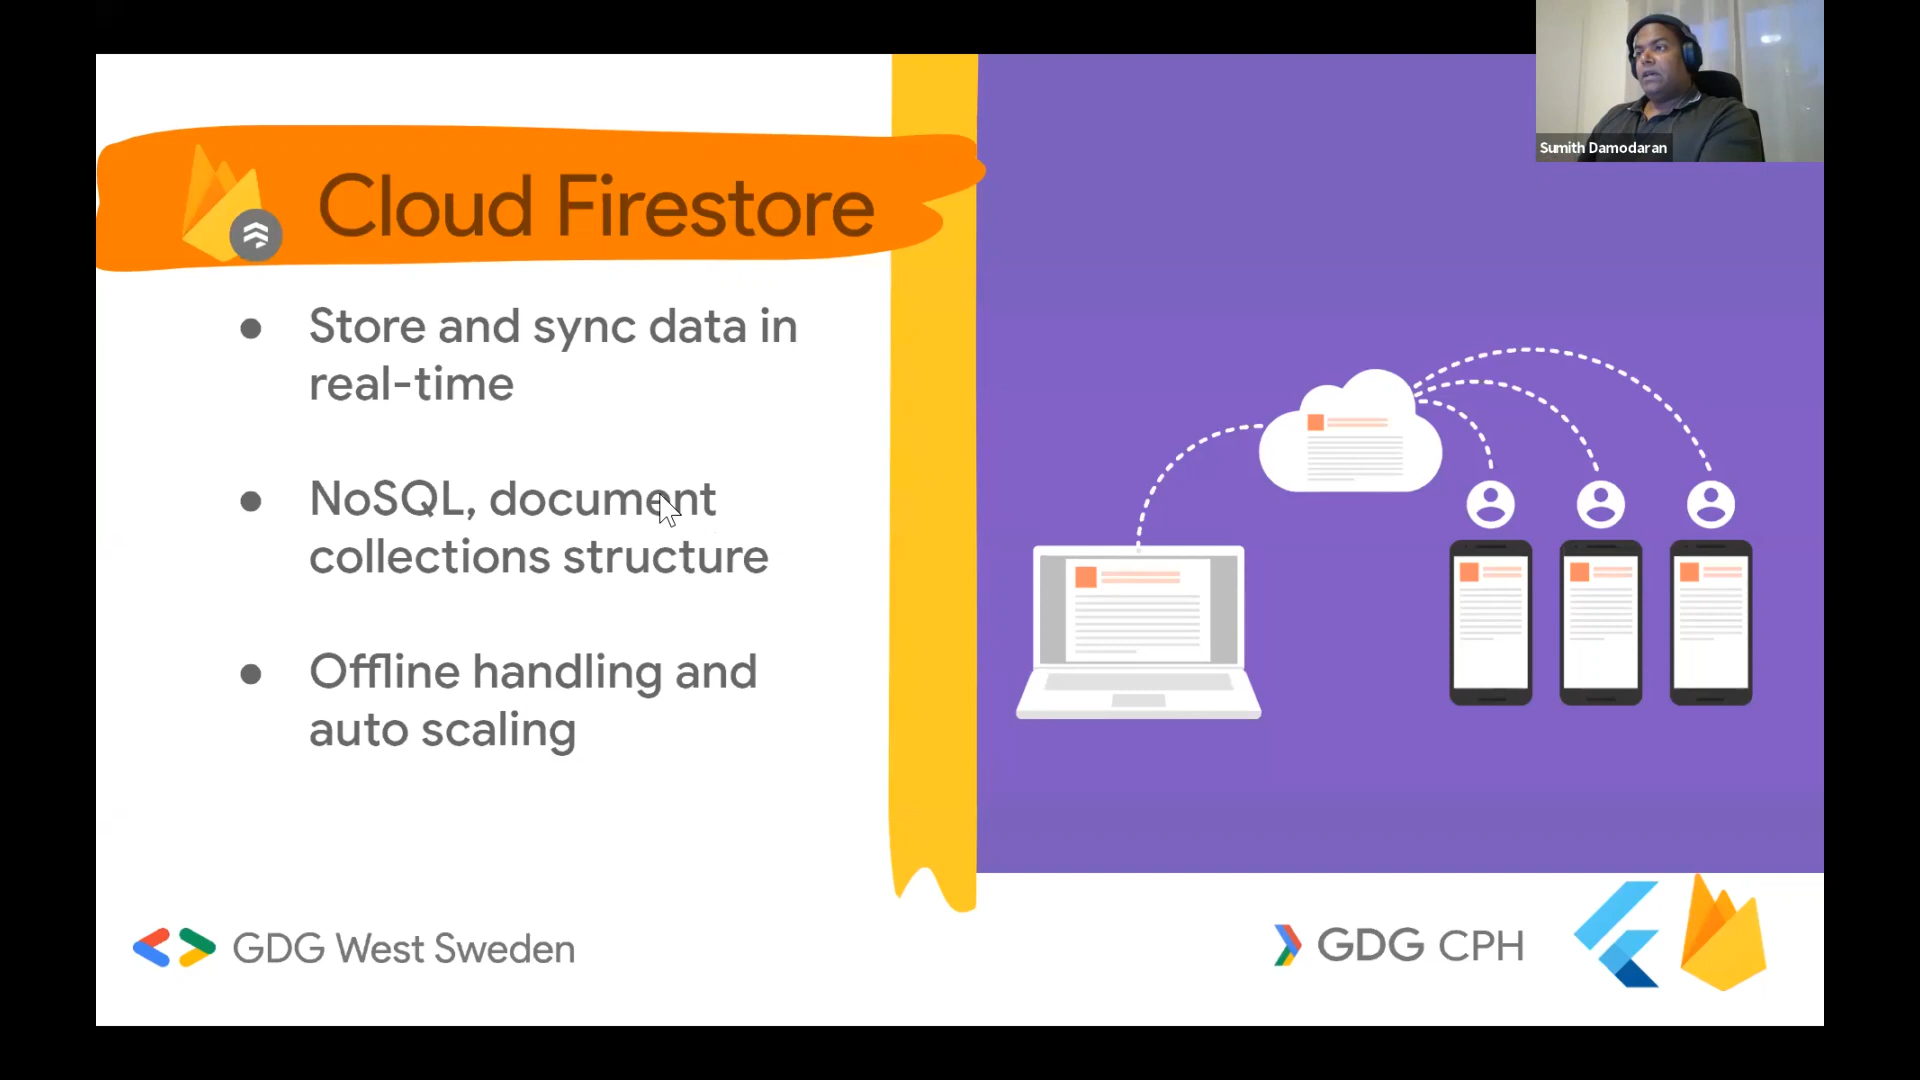 Sumith Damodaran
Cloud Firestore
● Store and sync data in
real-time
● NoSQL, document
collections structure
● Offline handling and
auto scaling
GDG West Sweden
GDG CPH